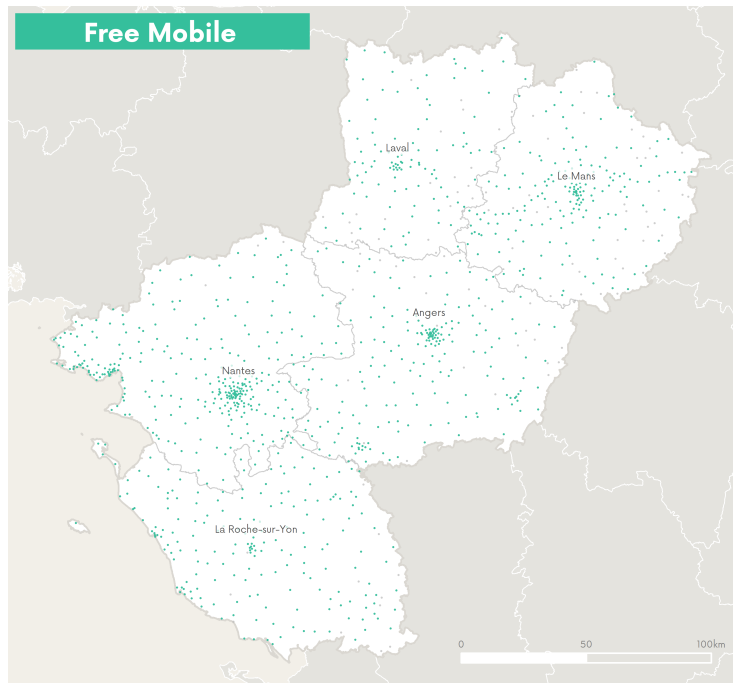 Free Mobile
Laval
Le Mans
Angers
Nantes
La Roche-sur-Yon
0 50 100km